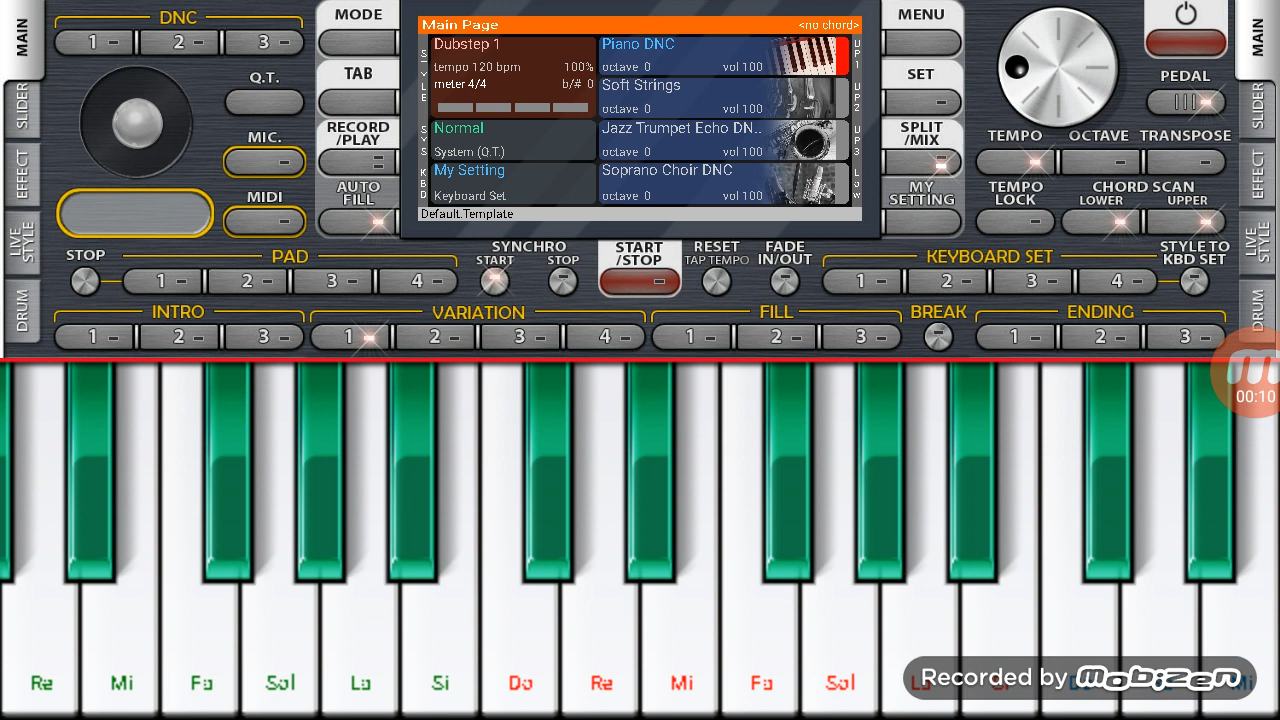 MAIN
SLIDER
EFFECT
LIVE STYLE
DRUM
DNC
1 2 3
Q.T.
MIC.
MIDI
MODE
TAB
RECORD
/PLAY
AUTO
FILL
Main Page <no chord>
Dubstep 1
tempo 120 bpm 100%
meter 4/4 b/# 0
Normal
System (Q.T.)
My Setting
Keyboard Set
STYLE
SYS
KBD
Piano DNC
octave 0 vol 100
Soft Strings
octave 0 vol 100
Jazz Trumpet Echo DN..
octave 0 vol 100
Soprano Choir DNC
octave 0 vol 100
UP1
UP2
UP3
Low
Default.Template
MENU
SET
SPLIT
/MIX
MY
SETTING
PEDAL
TEMPO OCTAVE TRANSPOSE
TEMPO
LOCK
CHORD SCAN
LOWER UPPER
MAIN
SLIDER
EFFECT
LIVE STYLE
DRUM
STOP PAD
1 2 3 4
SYNCHRO
START STOP
START
/STOP
RESET
TAP TEMPO
FADE
IN/OUT
KEYBOARD SET
1 2 3 4
STYLE TO
KBD SET
INTRO
1 2 3
VARIATION
1 2 3 4
FILL
1 2 3
BREAK
ENDING
1 2 3
00:10
Re Mi Fa Sol La Si Do Re Mi Fa Sol
Recorded by mobizen